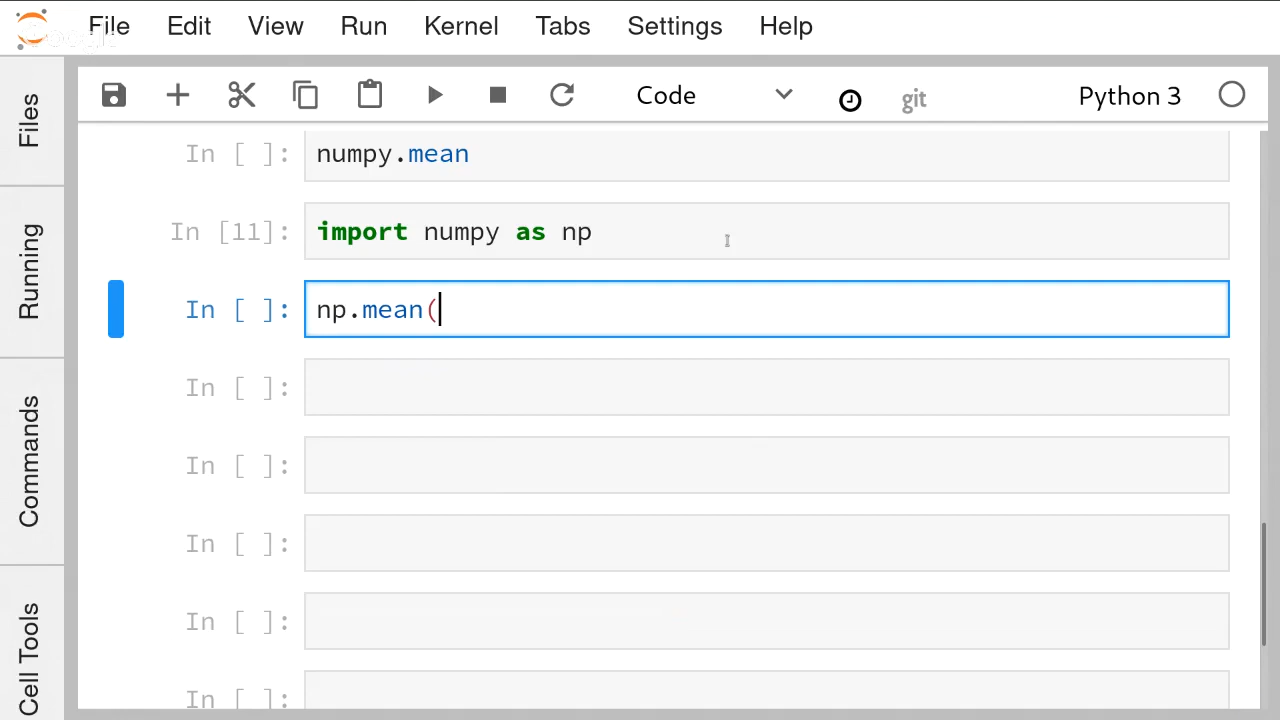 File Edit View Run Kernel Tabs Settings Help
Code git Python 3
Files
Running
Commands
Cell Tools
In [ ]: numpy.mean
In [11]: import numpy as np
In [ ]: np.mean(
In [ ]:
In [ ]:
In [ ]:
In [ ]:
In [ ]: